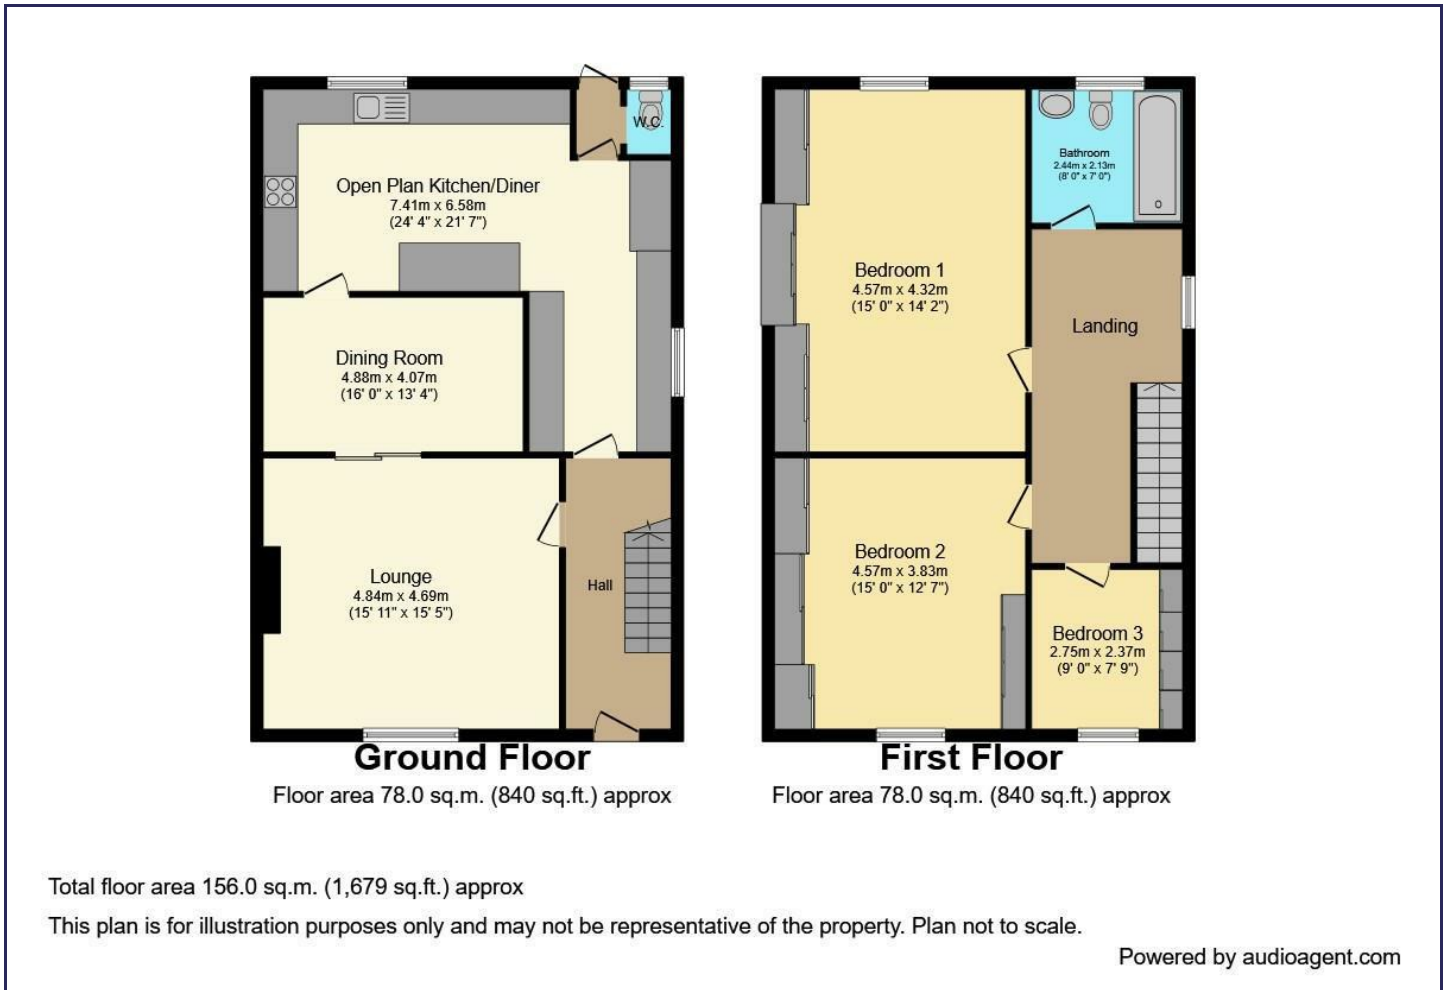 W.C.
Open Plan Kitchen/Diner
7.41m x 6.58m
(24' 4" x 21' 7")
Dining Room
4.88m x 4.07m
(16' 0" x 13' 4")
Lounge
4.84m x 4.69m
(15' 11" x 15' 5")
Hall
Ground Floor
Floor area 78.0 sq.m. (840 sq.ft.) approx
Bathroom
2.44m x 2.13m
(8' 0" x 7' 0")
Bedroom 1
4.57m x 4.32m
(15' 0" x 14' 2")
Landing
Bedroom 2
4.57m x 3.83m
(15' 0" x 12' 7")
Bedroom 3
2.75m x 2.37m
(9' 0" x 7' 9")
First Floor
Floor area 78.0 sq.m. (840 sq.ft.) approx
Total floor area 156.0 sq.m. (1,679 sq.ft.) approx
This plan is for illustration purposes only and may not be representative of the property. Plan not to scale.
Powered by audioagent.com